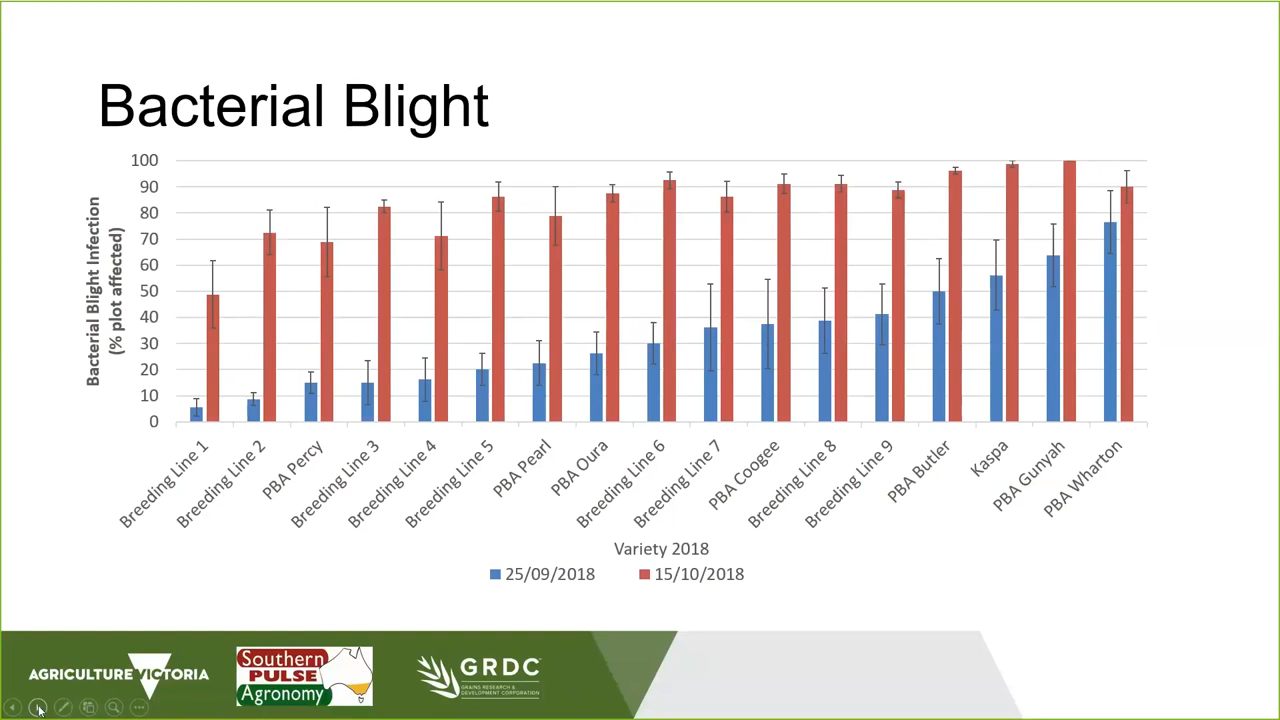 Bacterial Blight
Bacterial Blight Infection
(% plot affected)
100
90
80
70
60
50
40
30
20
10
0
Breeding Line 1
Breeding Line 2
PBA Percy
Breeding Line 3
Breeding Line 4
Breeding Line 5
PBA Pearl
PBA Oura
Breeding Line 6
Breeding Line 7
PBA Coogee
Breeding Line 8
Breeding Line 9
PBA Butler
Kaspa
PBA Gunyah
PBA Wharton
Variety 2018
25/09/2018 15/10/2018
AGRICULTURE VICTORIA
Southern
PULSE
Agronomy
GRDC
GRAINS RESEARCH &
DEVELOPMENT CORPORATION